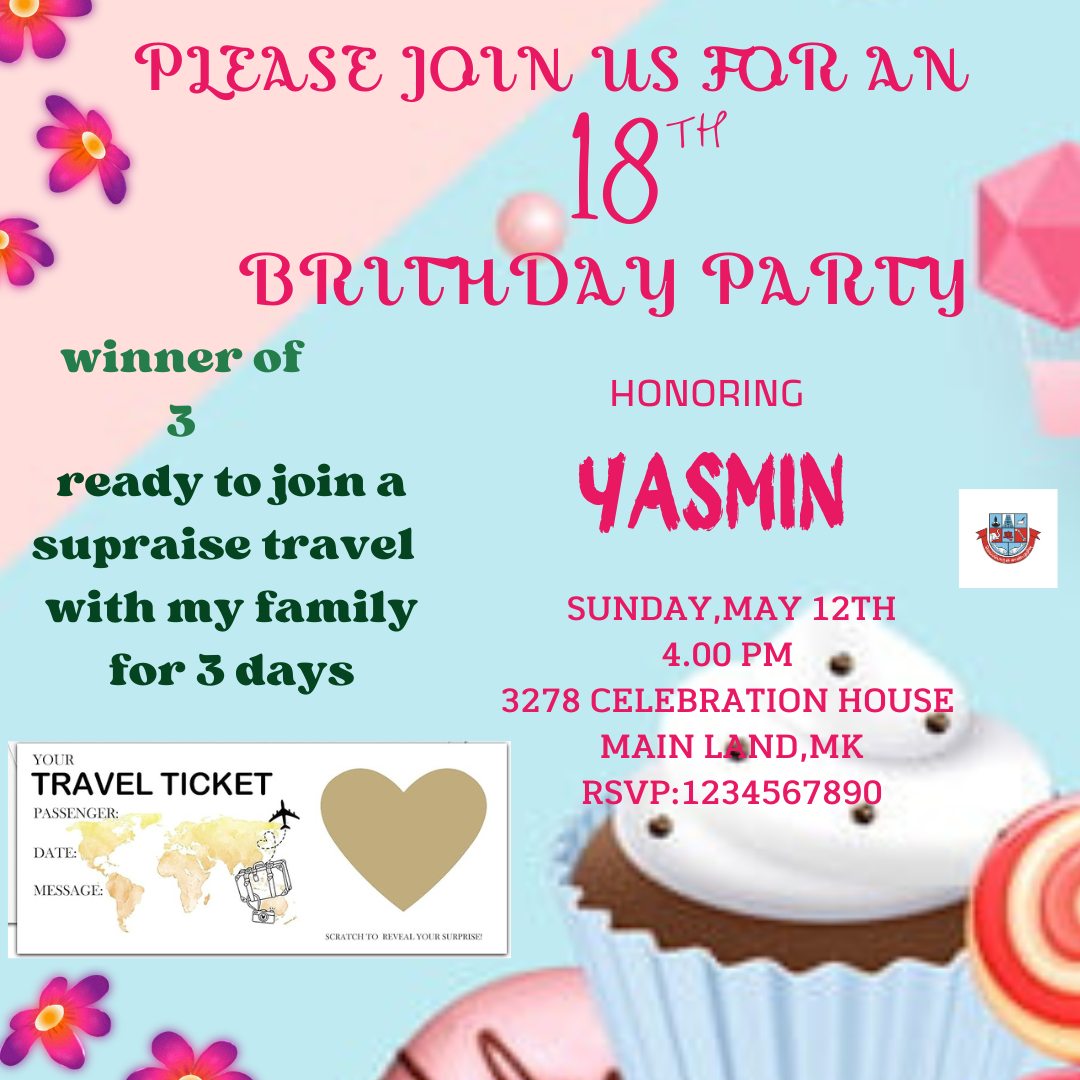 PLEASE JOIN US FOR AN
18TH
BRITHDAY PARTY
winner of
3
ready to join a
supraise travel
with my family
for 3 days
HONORING
YASMIN
SUNDAY,MAY 12TH
4.00 PM
3278 CELEBRATION HOUSE
MAIN LAND,MK
RSVP:1234567890
YOUR
TRAVEL TICKET
PASSENGER:
DATE:
MESSAGE:
SCRATCH TO REVEAL YOUR SURPRISE!